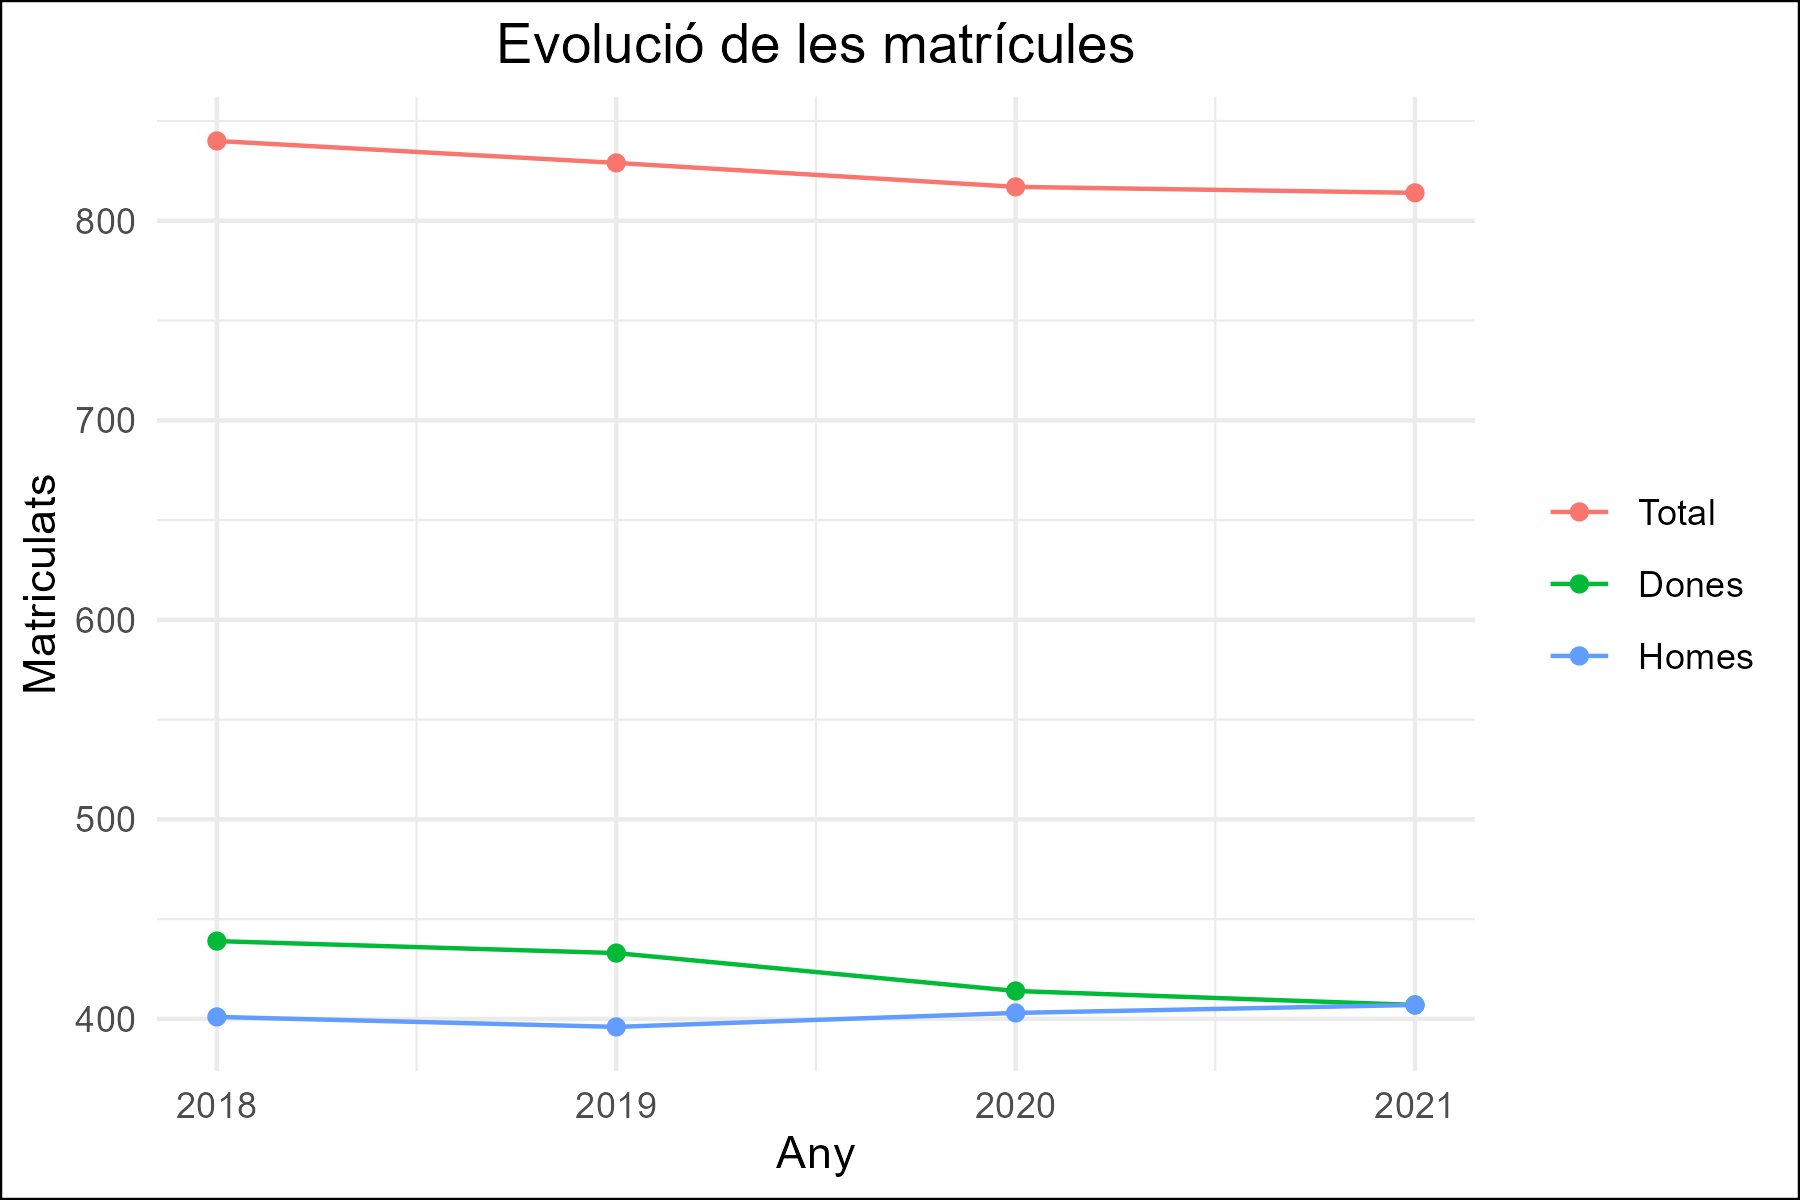 Evolució de les matrícules
Matriculats
800
700
600
500
400
2018
2019
2020
2021
Any
Total
Dones
Homes